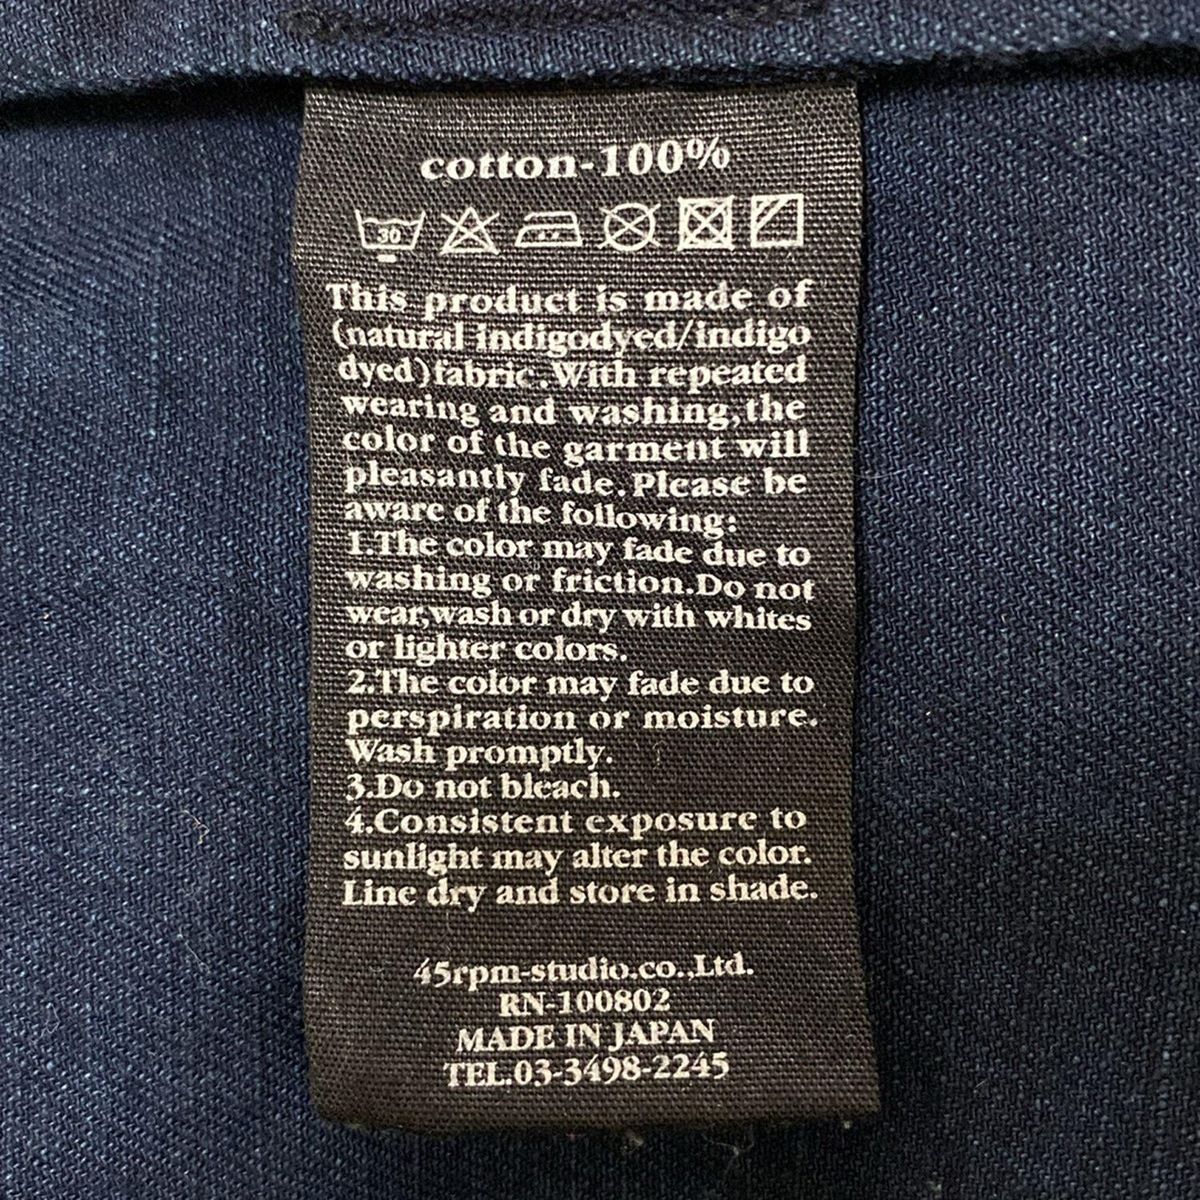 cotton-100%
30
This product is made of
(natural indigodyed/indigo
dyed)fabric.With repeated
wearing and washing,the
color of the garment will
pleasantly fade.Please be
aware of the following:
1.The color may fade due to
washing or friction.Do not
wear,wash or dry with whites
or lighter colors.
2.The color may fade due to
perspiration or moisture.
Wash promptly.
3.Do not bleach.
4.Consistent exposure to
sunlight may alter the color.
Line dry and store in shade.
45rpm-studio.co.,Ltd.
RN-100802
MADE IN JAPAN
TEL.03-3498-2245